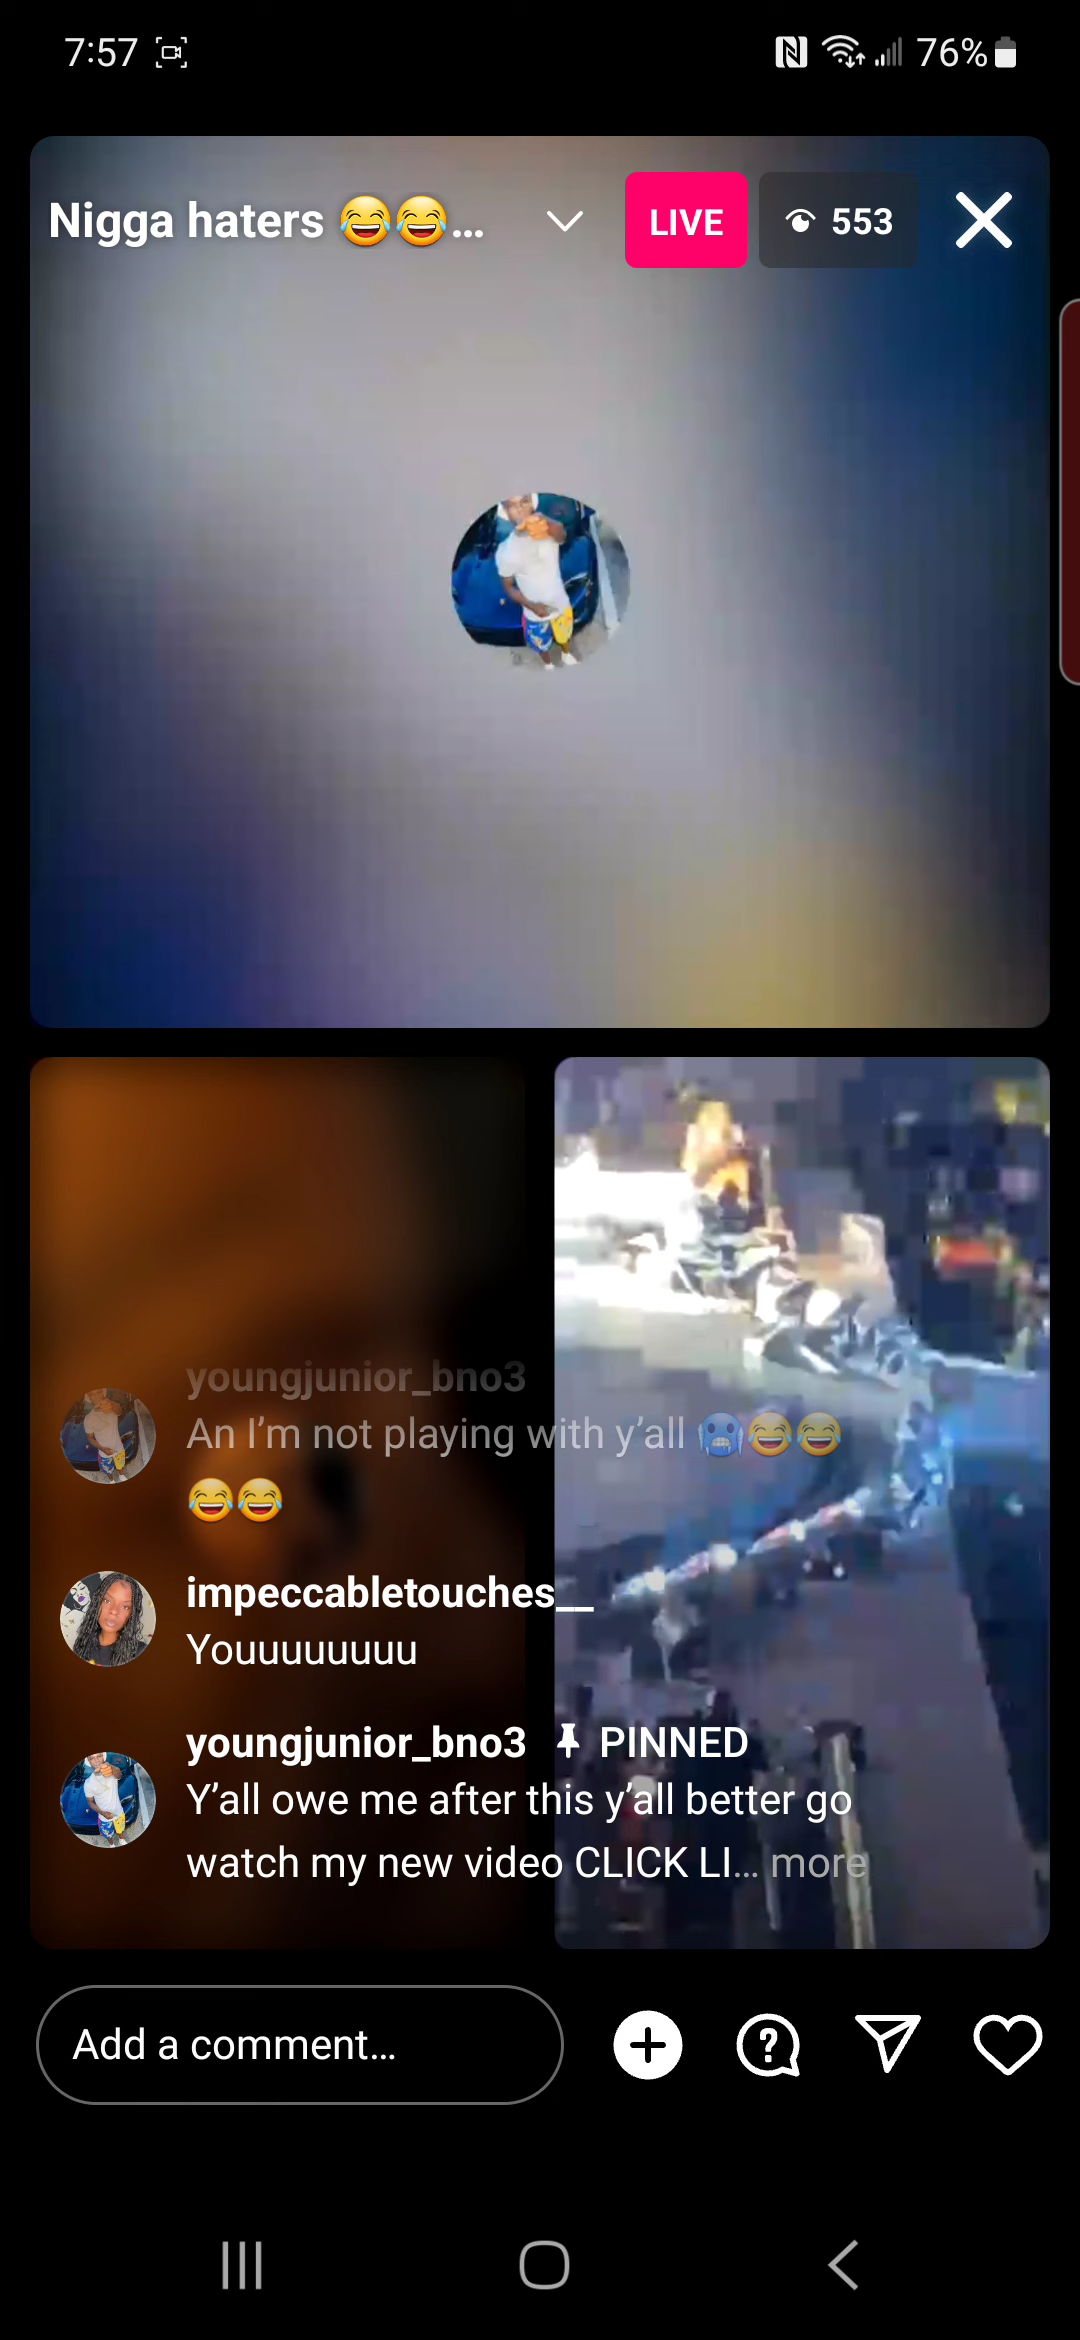 7:57
76%
Nigga haters 😂😂...
LIVE
553
youngjunior_bno3
An I’m not playing with y’all 🥶😂😂
😂😂
impeccabletouches__
Youuuuuuuu
youngjunior_bno3 PINNED
Y’all owe me after this y’all better go
watch my new video CLICK LI... more
Add a comment...